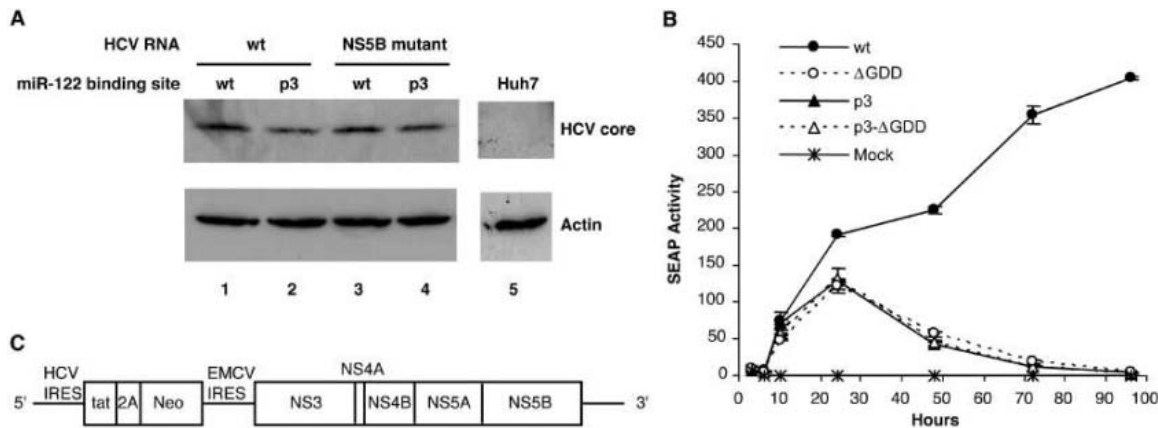 A
HCV RNA wt NS5B mutant
miR-122 binding site wt p3 wt p3 Huh7
HCV core
Actin
1 2 3 4 5
B
SEAP Activity
450
400
350
300
250
200
150
100
50
0
wt
ΔGDD
p3
p3-ΔGDD
Mock
0 10 20 30 40 50 60 70 80 90 100
Hours
C
HCV IRES
EMCV IRES
NS4A
5' tat 2A Neo NS3 NS4B NS5A NS5B 3'